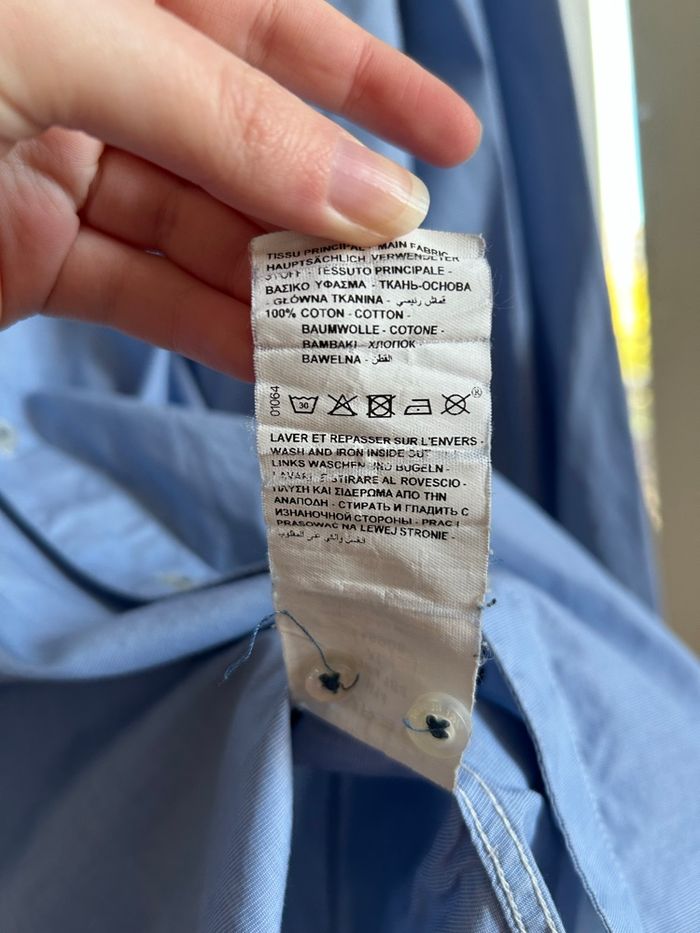 TISSU PRINCIPAL - MAIN FABRIC
HAUPTSÄCHLICH VERWENDETER
STOFF - TESSUTO PRINCIPALE -
ΒΑΣΙΚΟ ΥΦΑΣΜΑ - ТКАНЬ-ОСНОВА
- GŁÓWNA TKANINA - قماش رئيسي
100% COTON - COTTON -
BAUMWOLLE - COTONE -
ΒΑΜΒΑΚΙ - ХЛОПОК -
BAWEŁNA - القطن
01064
30
®
LAVER ET REPASSER SUR L'ENVERS -
WASH AND IRON INSIDE OUT
LINKS WASCHEN UND BÜGELN -
LAVARE E STIRARE AL ROVESCIO -
ΠΛΥΣΗ ΚΑΙ ΣΙΔΕΡΩΜΑ ΑΠΟ ΤΗΝ
ΑΝΑΠΟΔΗ - СТИРАТЬ И ГЛАДИТЬ С
ИЗНАНОЧНОЙ СТОРОНЫ - PRAĆ I
PRASOWAĆ NA LEWEJ STRONIE -